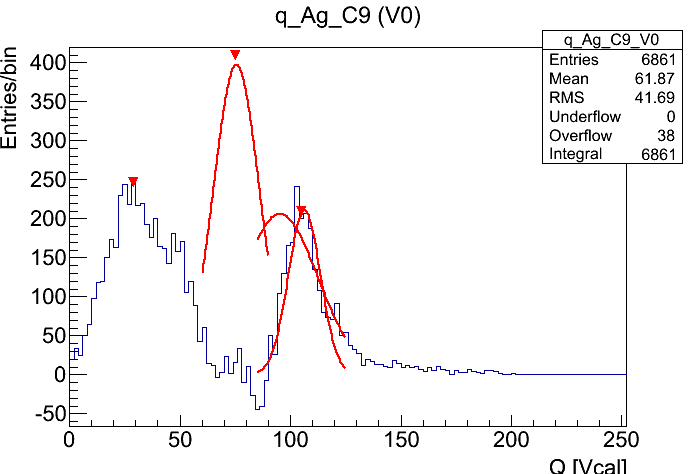 q_Ag_C9 (V0)
q_Ag_C9_V0
Entries 6861
Mean 61.87
RMS 41.69
Underflow 0
Overflow 38
Integral 6861
Entries/bin
400
350
300
250
200
150
100
50
0
-50
0 50 100 150 200 250
Q [Vcal]